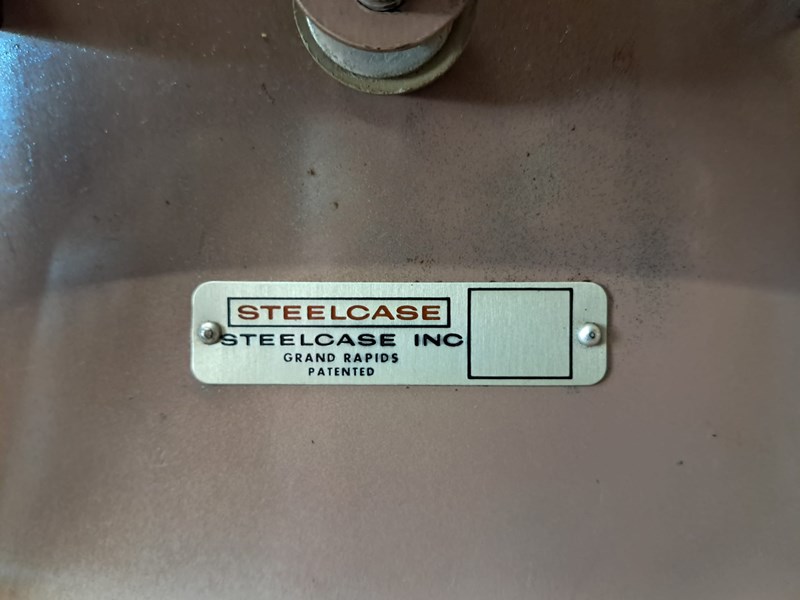 STEELCASE
STEELCASE INC
GRAND RAPIDS
PATENTED